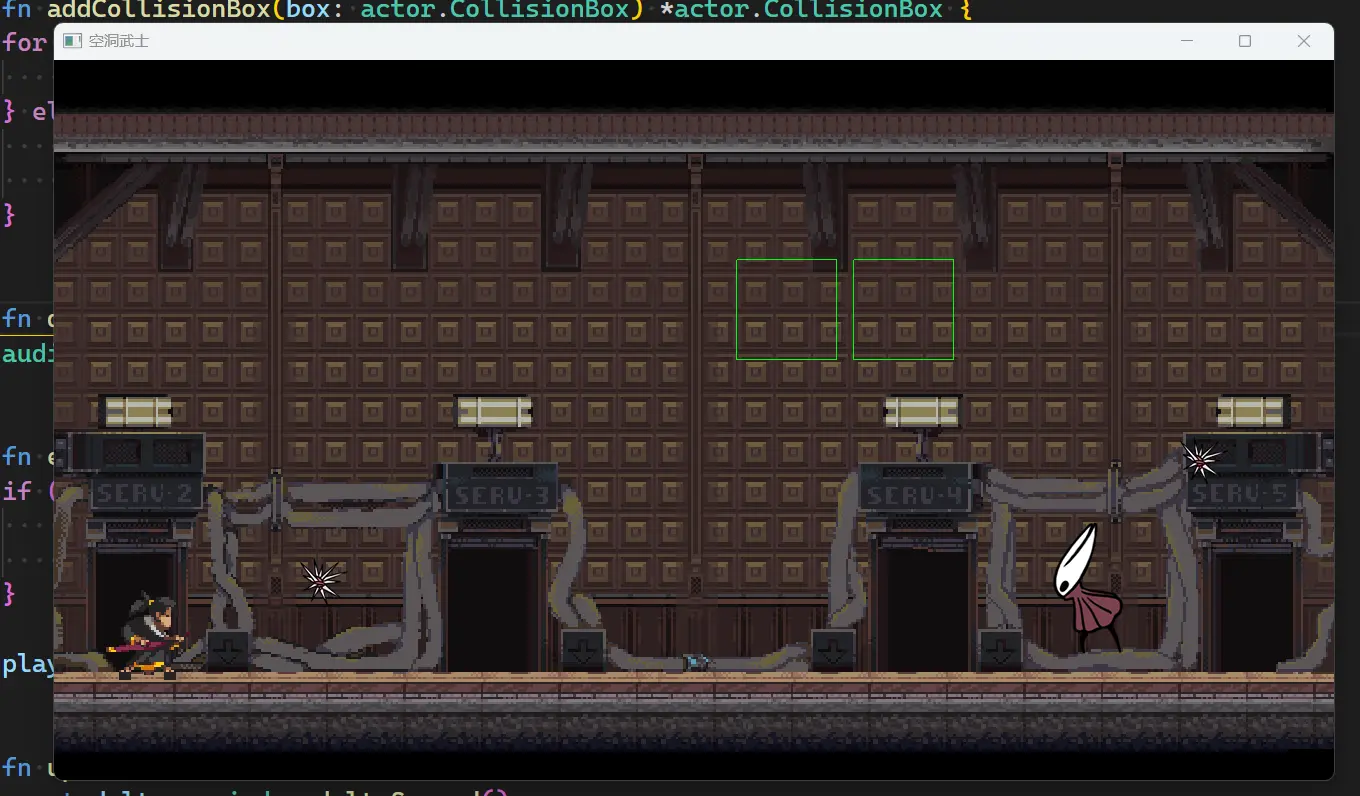 fn addCollisionBox(box: actor.CollisionBox) *actor.CollisionBox {
for
空洞武士
} el
}
fn
audi
SERV-2
SERV-3
SERV-4
SERV-5
fn e
if (
}
play
fn u